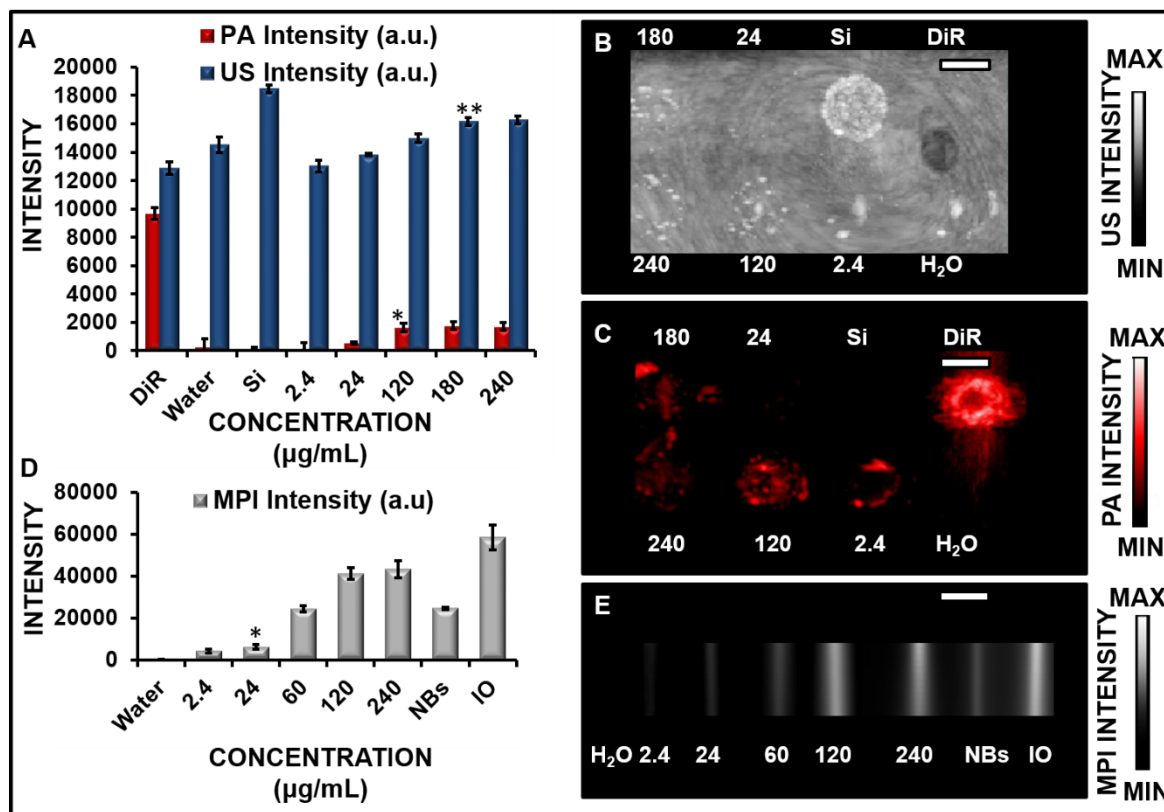 A
PA Intensity (a.u.)
US Intensity (a.u.)
INTENSITY
20000
18000
16000
14000
12000
10000
8000
6000
4000
2000
0
*
**
DiR
Water
Si
2.4
24
120
180
240
CONCENTRATION
(µg/mL)
B
180 24 Si DiR
240 120 2.4 H₂O
MAX
US INTENSITY
MIN
C
180 24 Si DiR
240 120 2.4 H₂O
MAX
PA INTENSITY
MIN
D
MPI Intensity (a.u)
INTENSITY
80000
60000
40000
20000
0
*
Water
2.4
24
60
120
240
NBs
IO
CONCENTRATION
(µg/mL)
E
H₂O 2.4 24 60 120 240 NBs IO
MAX
MPI INTENSITY
MIN